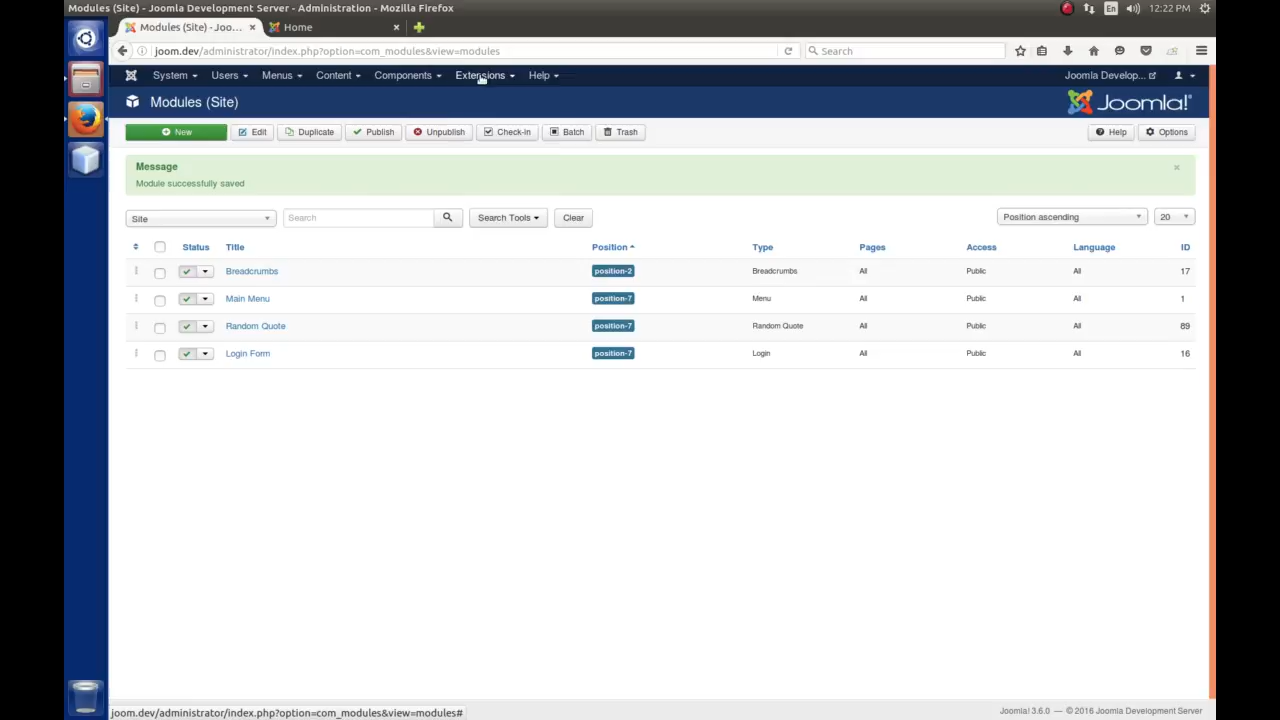 Modules (Site) - Joomla Development Server - Administration - Mozilla Firefox
En
12:22 PM
Modules (Site) - Joo...
Home
joom.dev/administrator/index.php?option=com_modules&view=modules
Search
System
Users
Menus
Content
Components
Extensions
Help
Joomla Develop...
Modules (Site)
Joomla!®
New
Edit
Duplicate
Publish
Unpublish
Check-in
Batch
Trash
Help
Options
Message
Module successfully saved
Site
Search
Search Tools
Clear
Position ascending
20
Status Title Position Type Pages Access Language ID
Breadcrumbs position-2 Breadcrumbs All Public All 17
Main Menu position-7 Menu All Public All 1
Random Quote position-7 Random Quote All Public All 89
Login Form position-7 Login All Public All 16
joom.dev/administrator/index.php?option=com_modules&view=modules#
Joomla! 3.6.0 — © 2016 Joomla Development Server